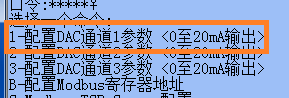 口令:*****¥
选择一个命令:
1-配置DAC通道1参数 <0至20mA输出>
2-配置DAC通道2参数 <0至20mA输出>
3-配置DAC通道3参数 <0至20mA输出>
B-配置Modbus寄存器地址